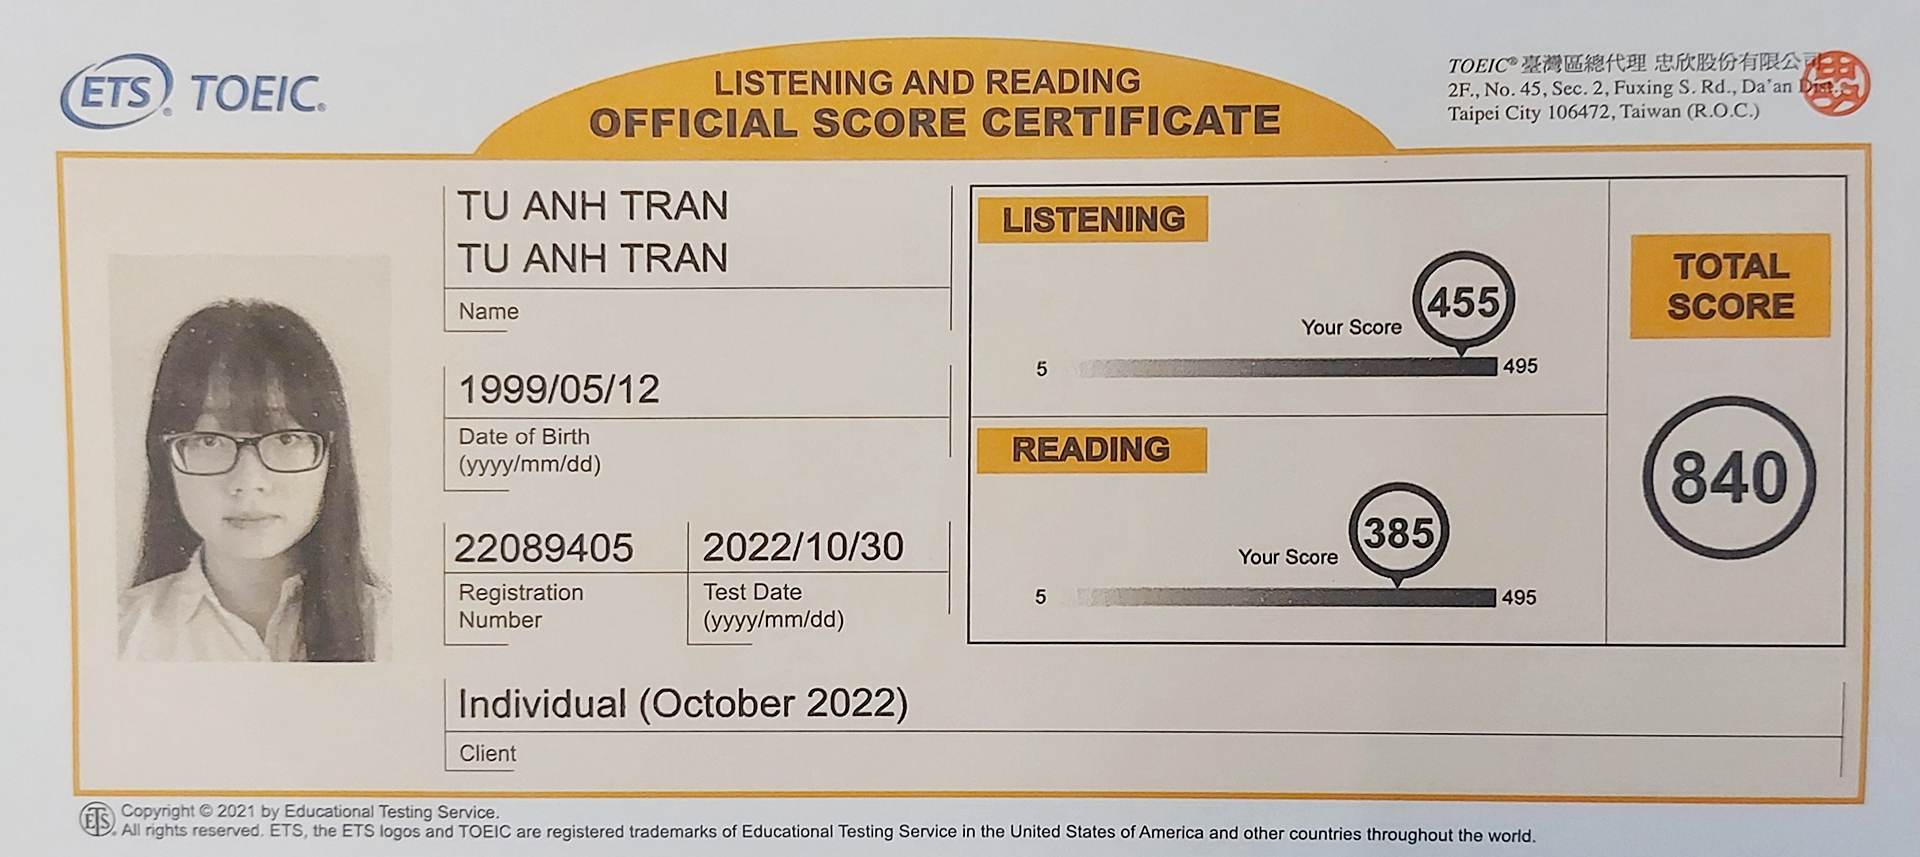 ETS® TOEIC®
LISTENING AND READING
OFFICIAL SCORE CERTIFICATE
TOEIC® 臺灣區總代理 忠欣股份有限公司
2F., No. 45, Sec. 2, Fuxing S. Rd., Da'an Dist.,
Taipei City 106472, Taiwan (R.O.C.)
TU ANH TRAN
TU ANH TRAN
Name
1999/05/12
Date of Birth
(yyyy/mm/dd)
22089405
Registration
Number
2022/10/30
Test Date
(yyyy/mm/dd)
Individual (October 2022)
Client
LISTENING
Your Score
455
5
495
READING
Your Score
385
5
495
TOTAL
SCORE
840
ETS® Copyright © 2021 by Educational Testing Service.
All rights reserved. ETS, the ETS logos and TOEIC are registered trademarks of Educational Testing Service in the United States of America and other countries throughout the world.